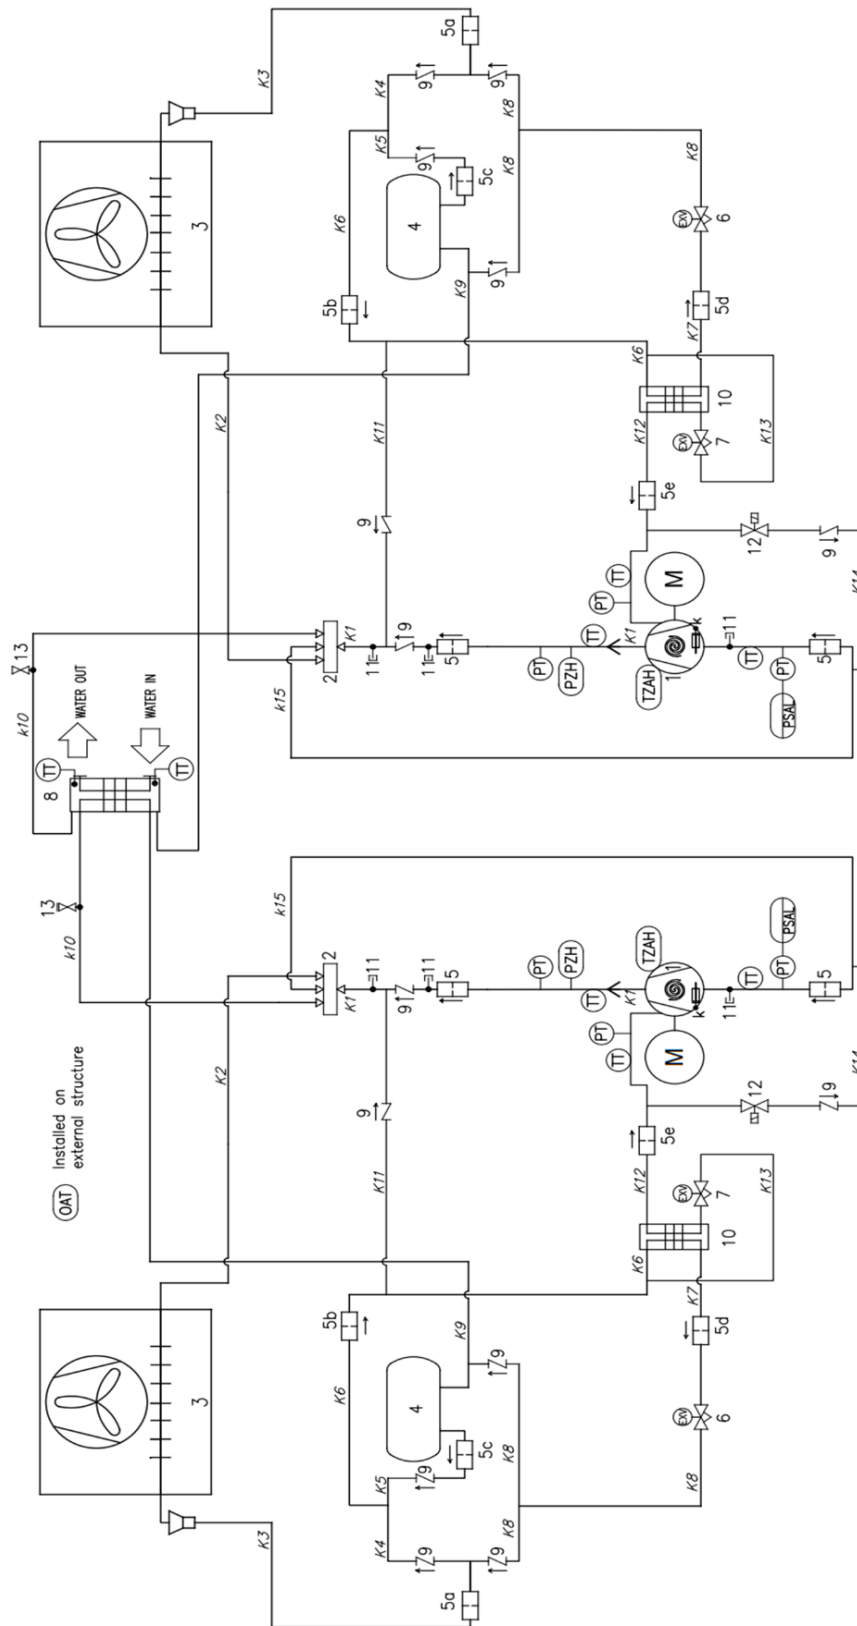 5a
K3
K4
9
9
K8
K5
K8
K8
9
5c
3
K6
4
6
K9
9
5b
5d
K7
K6
10
K2
K11
K12
7
K13
5e
9
12
9
PT
TT
M
K14
13
k10
k15
2
K1
11
9
11
5
PT
PZH
TT
K1
TZAH
1
k
11
TT
PT
PSAL
5
WATER OUT
WATER IN
TT
TT
8
13
k10
k15
2
K1
11
9
11
5
PT
PZH
TT
K1
TZAH
1
k
11
TT
PT
PSAL
5
PT
TT
M
K2
OAT
Installed on
external structure
9
12
9
K14
5e
K11
K12
EXV
7
K13
10
K6
K7
5b
5d
K9
9
K6
4
EXV
6
3
5c
K5
9
K8
K8
K4
9
K8
9
K3
5a
EXV
EXV